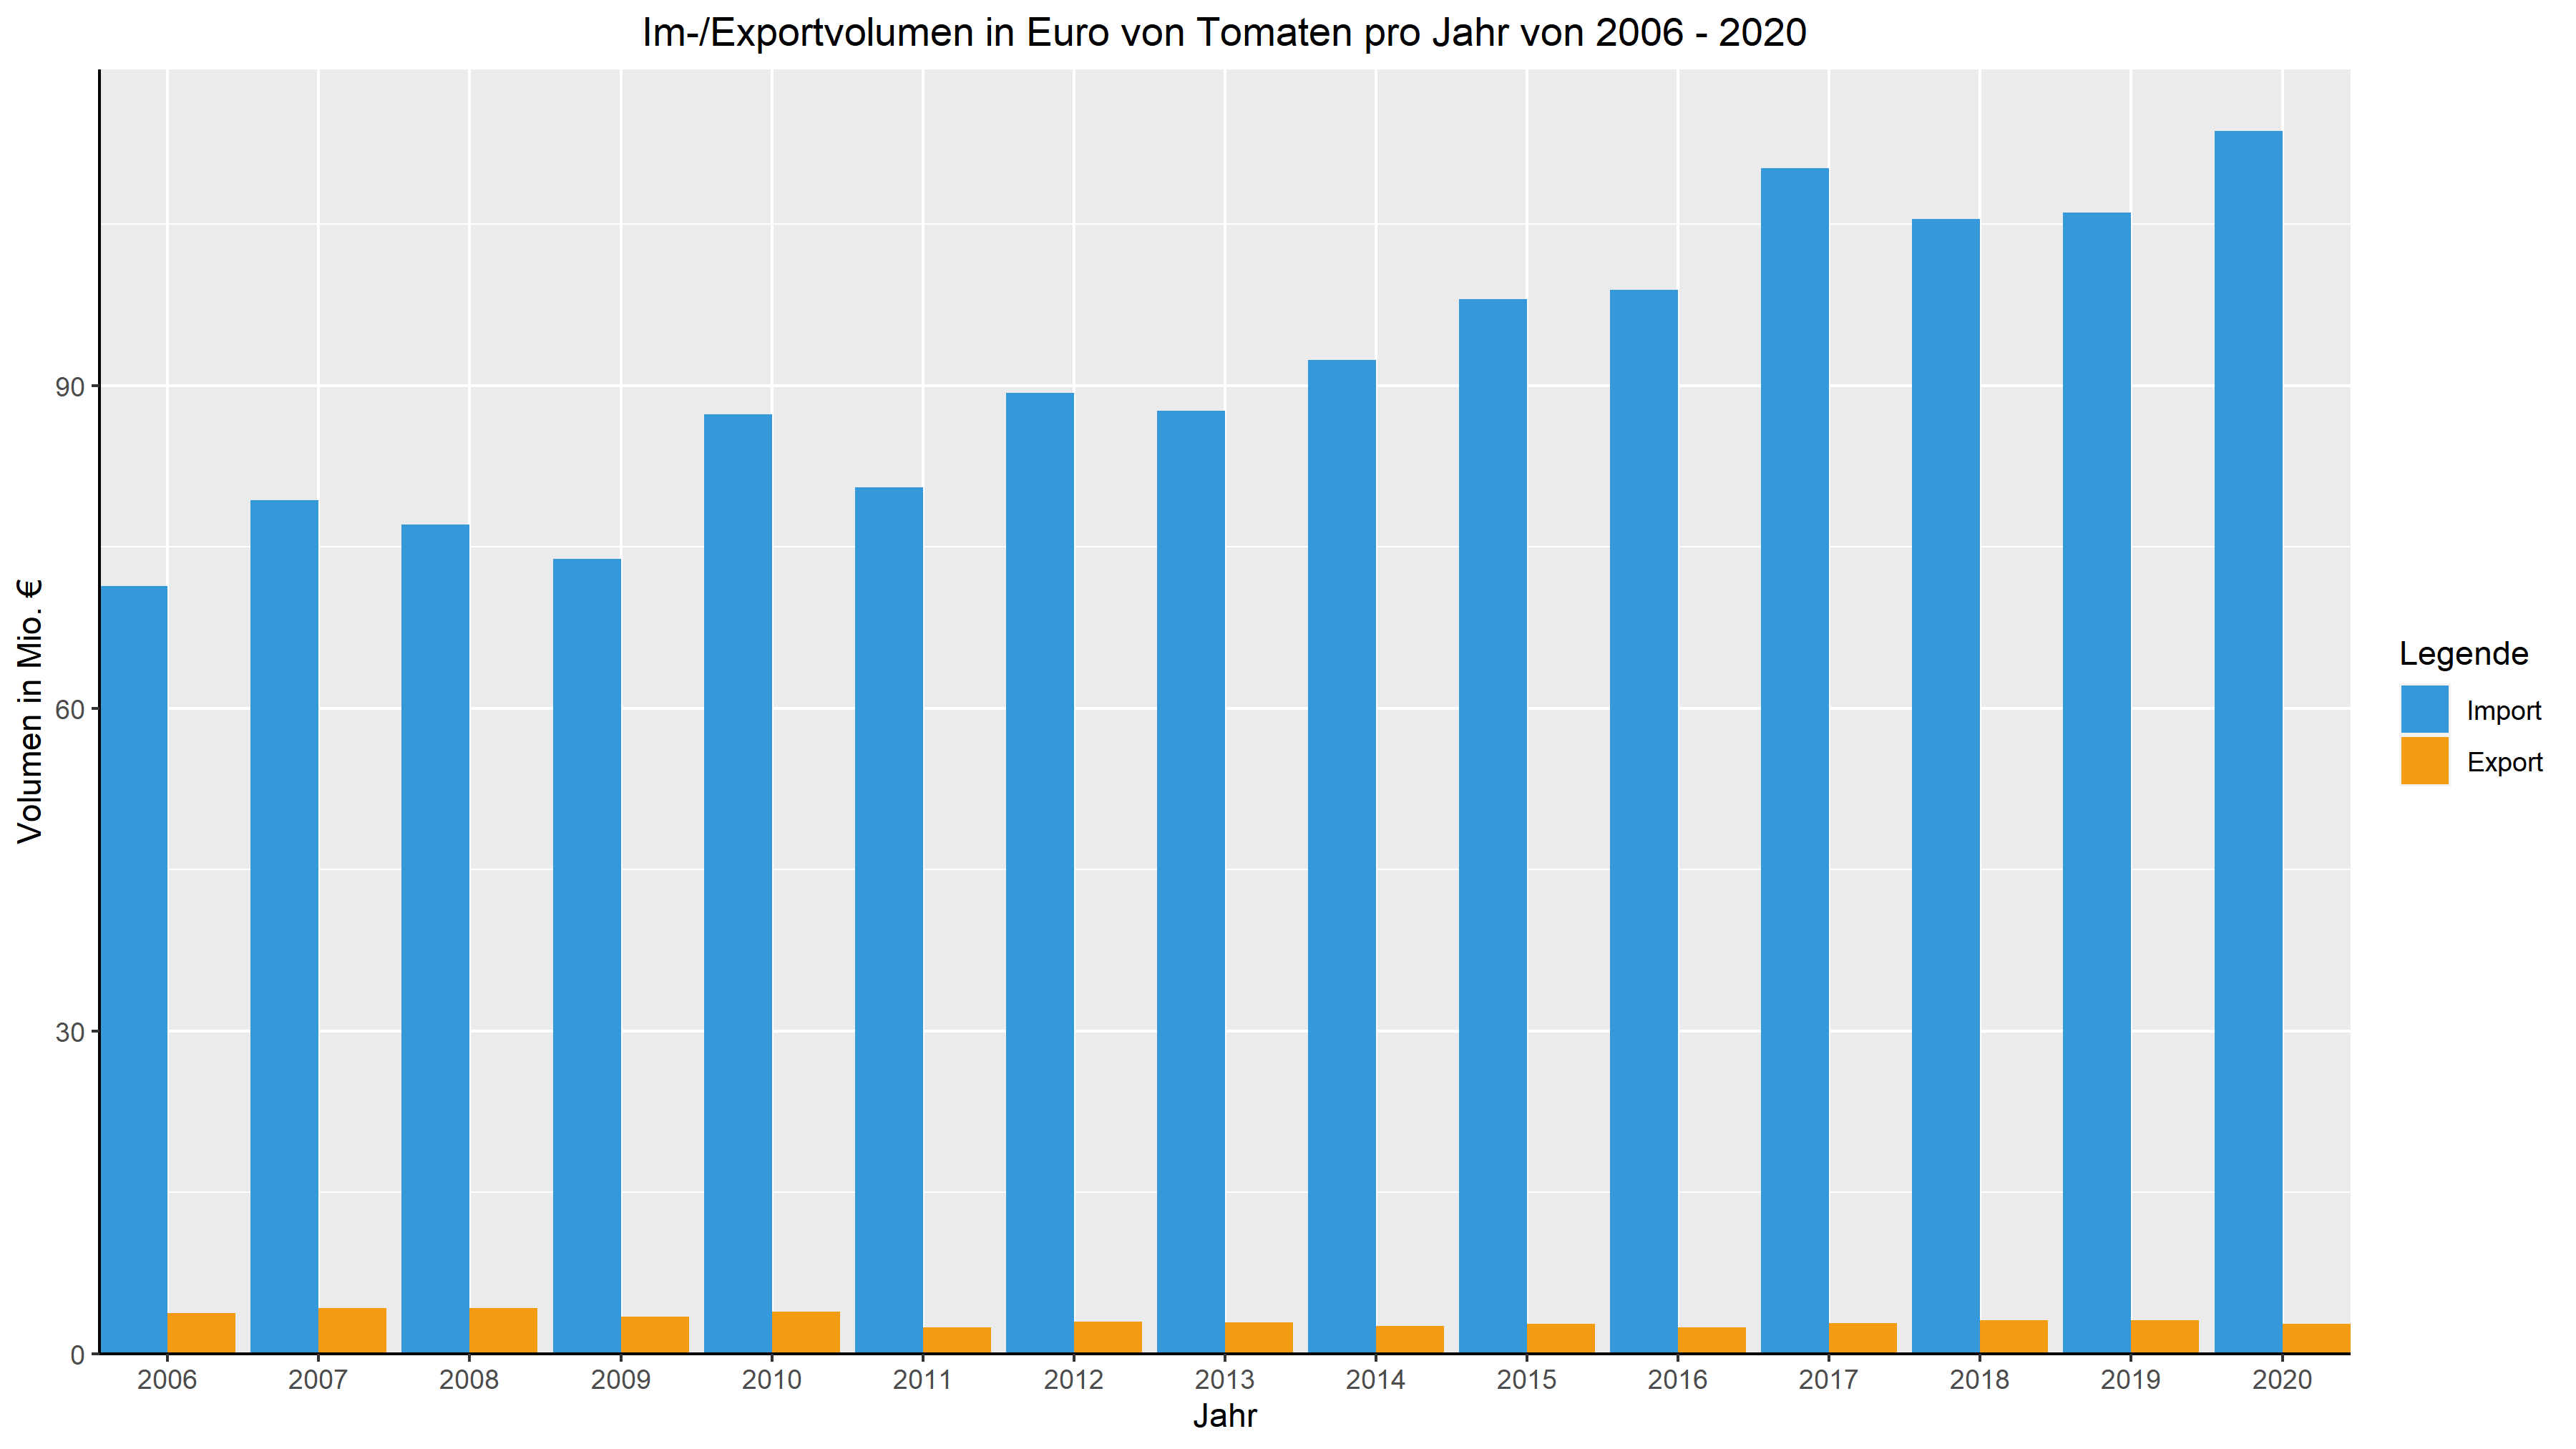 Im-/Exportvolumen in Euro von Tomaten pro Jahr von 2006 - 2020
Volumen in Mio. €
90
60
30
0
2006 2007 2008 2009 2010 2011 2012 2013 2014 2015 2016 2017 2018 2019 2020
Jahr
Legende
Import
Export